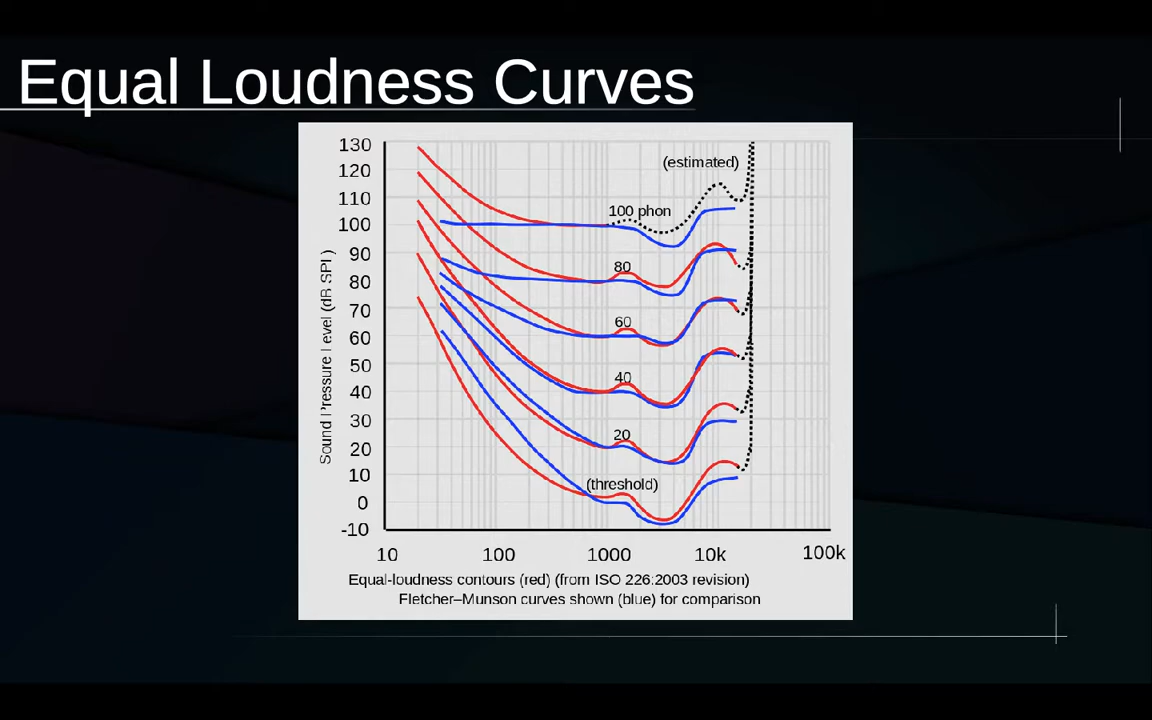 Equal Loudness Curves
130
120
110
100
90
80
70
60
50
40
30
20
10
0
-10
Sound Pressure Level (dB SPL)
(estimated)
100 phon
80
60
40
20
(threshold)
10 100 1000 10k 100k
Equal-loudness contours (red) (from ISO 226:2003 revision)
Fletcher–Munson curves shown (blue) for comparison